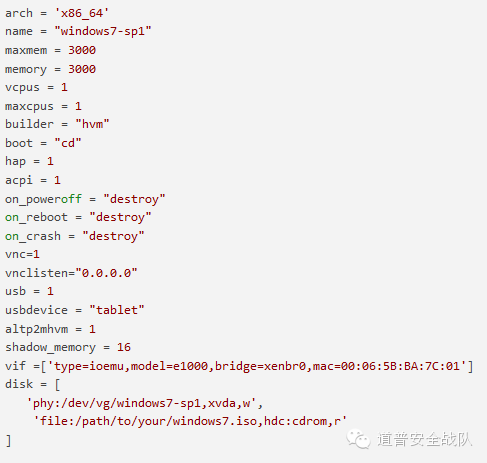 arch = 'x86_64'
name = "windows7-sp1"
maxmem = 3000
memory = 3000
vcpus = 1
maxcpus = 1
builder = "hvm"
boot = "cd"
hap = 1
acpi = 1
on_poweroff = "destroy"
on_reboot = "destroy"
on_crash = "destroy"
vnc=1
vnclisten="0.0.0.0"
usb = 1
usbdevice = "tablet"
altp2mhvm = 1
shadow_memory = 16
vif =['type=ioemu,model=e1000,bridge=xenbr0,mac=00:06:5B:BA:7C:01']
disk = [
    'phy:/dev/vg/windows7-sp1,xvda,w',
     'file:/path/to/your/windows7.iso,hdc:cdrom,r'
]
道普安全战队